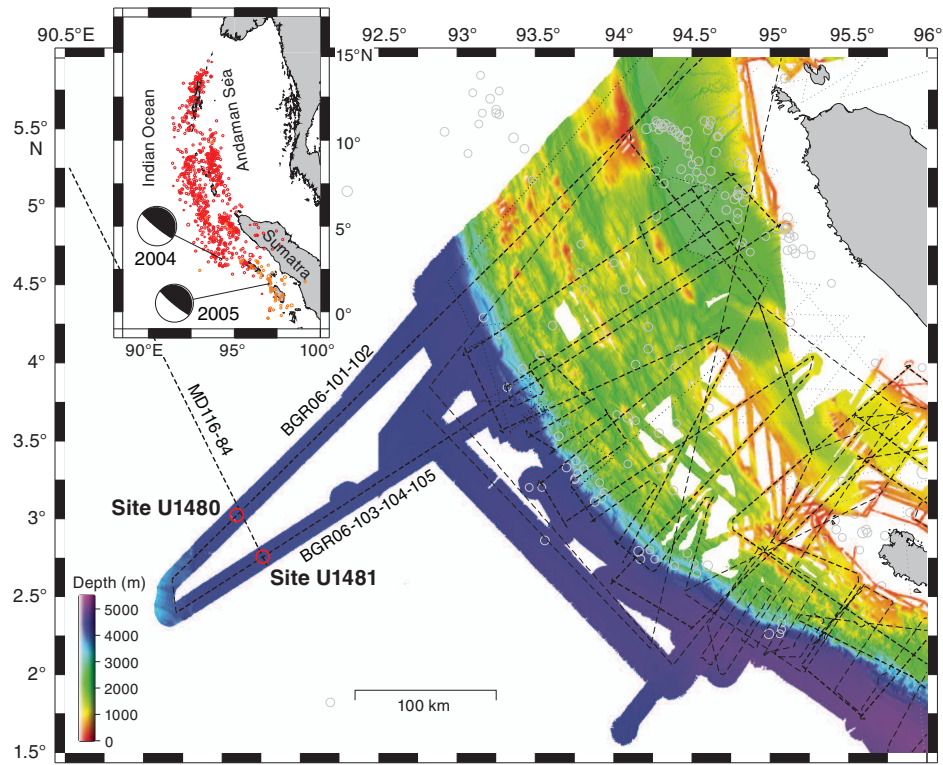 90.5°E
92.5°
93°
93.5°
94°
94.5°
95°
95.5°
96°
5.5°
N
5°
4.5°
4°
3.5°
3°
2.5°
2°
1.5°
15°N
10°
5°
0°
90°E
95°
100°
Indian Ocean
Andaman Sea
Sumatra
2004
2005
MD116-84
BGR06-101-102
BGR06-103-104-105
Site U1480
Site U1481
Depth (m)
5000
4000
3000
2000
1000
0
100 km